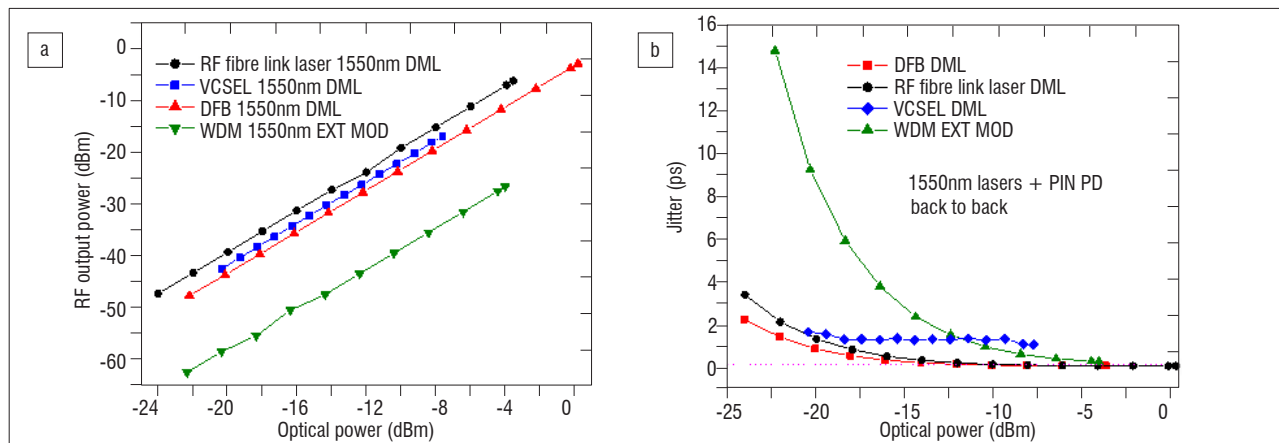 a
RF output power (dBm)
0
-10
-20
-30
-40
-50
-60
RF fibre link laser 1550nm DML
VCSEL 1550nm DML
DFB 1550nm DML
WDM 1550nm EXT MOD
-24 -20 -16 -12 -8 -4 0
Optical power (dBm)
b
Jitter (ps)
16
14
12
10
8
6
4
2
0
DFB DML
RF fibre link laser DML
VCSEL DML
WDM EXT MOD
1550nm lasers + PIN PD
back to back
-25 -20 -15 -10 -5 0
Optical power (dBm)